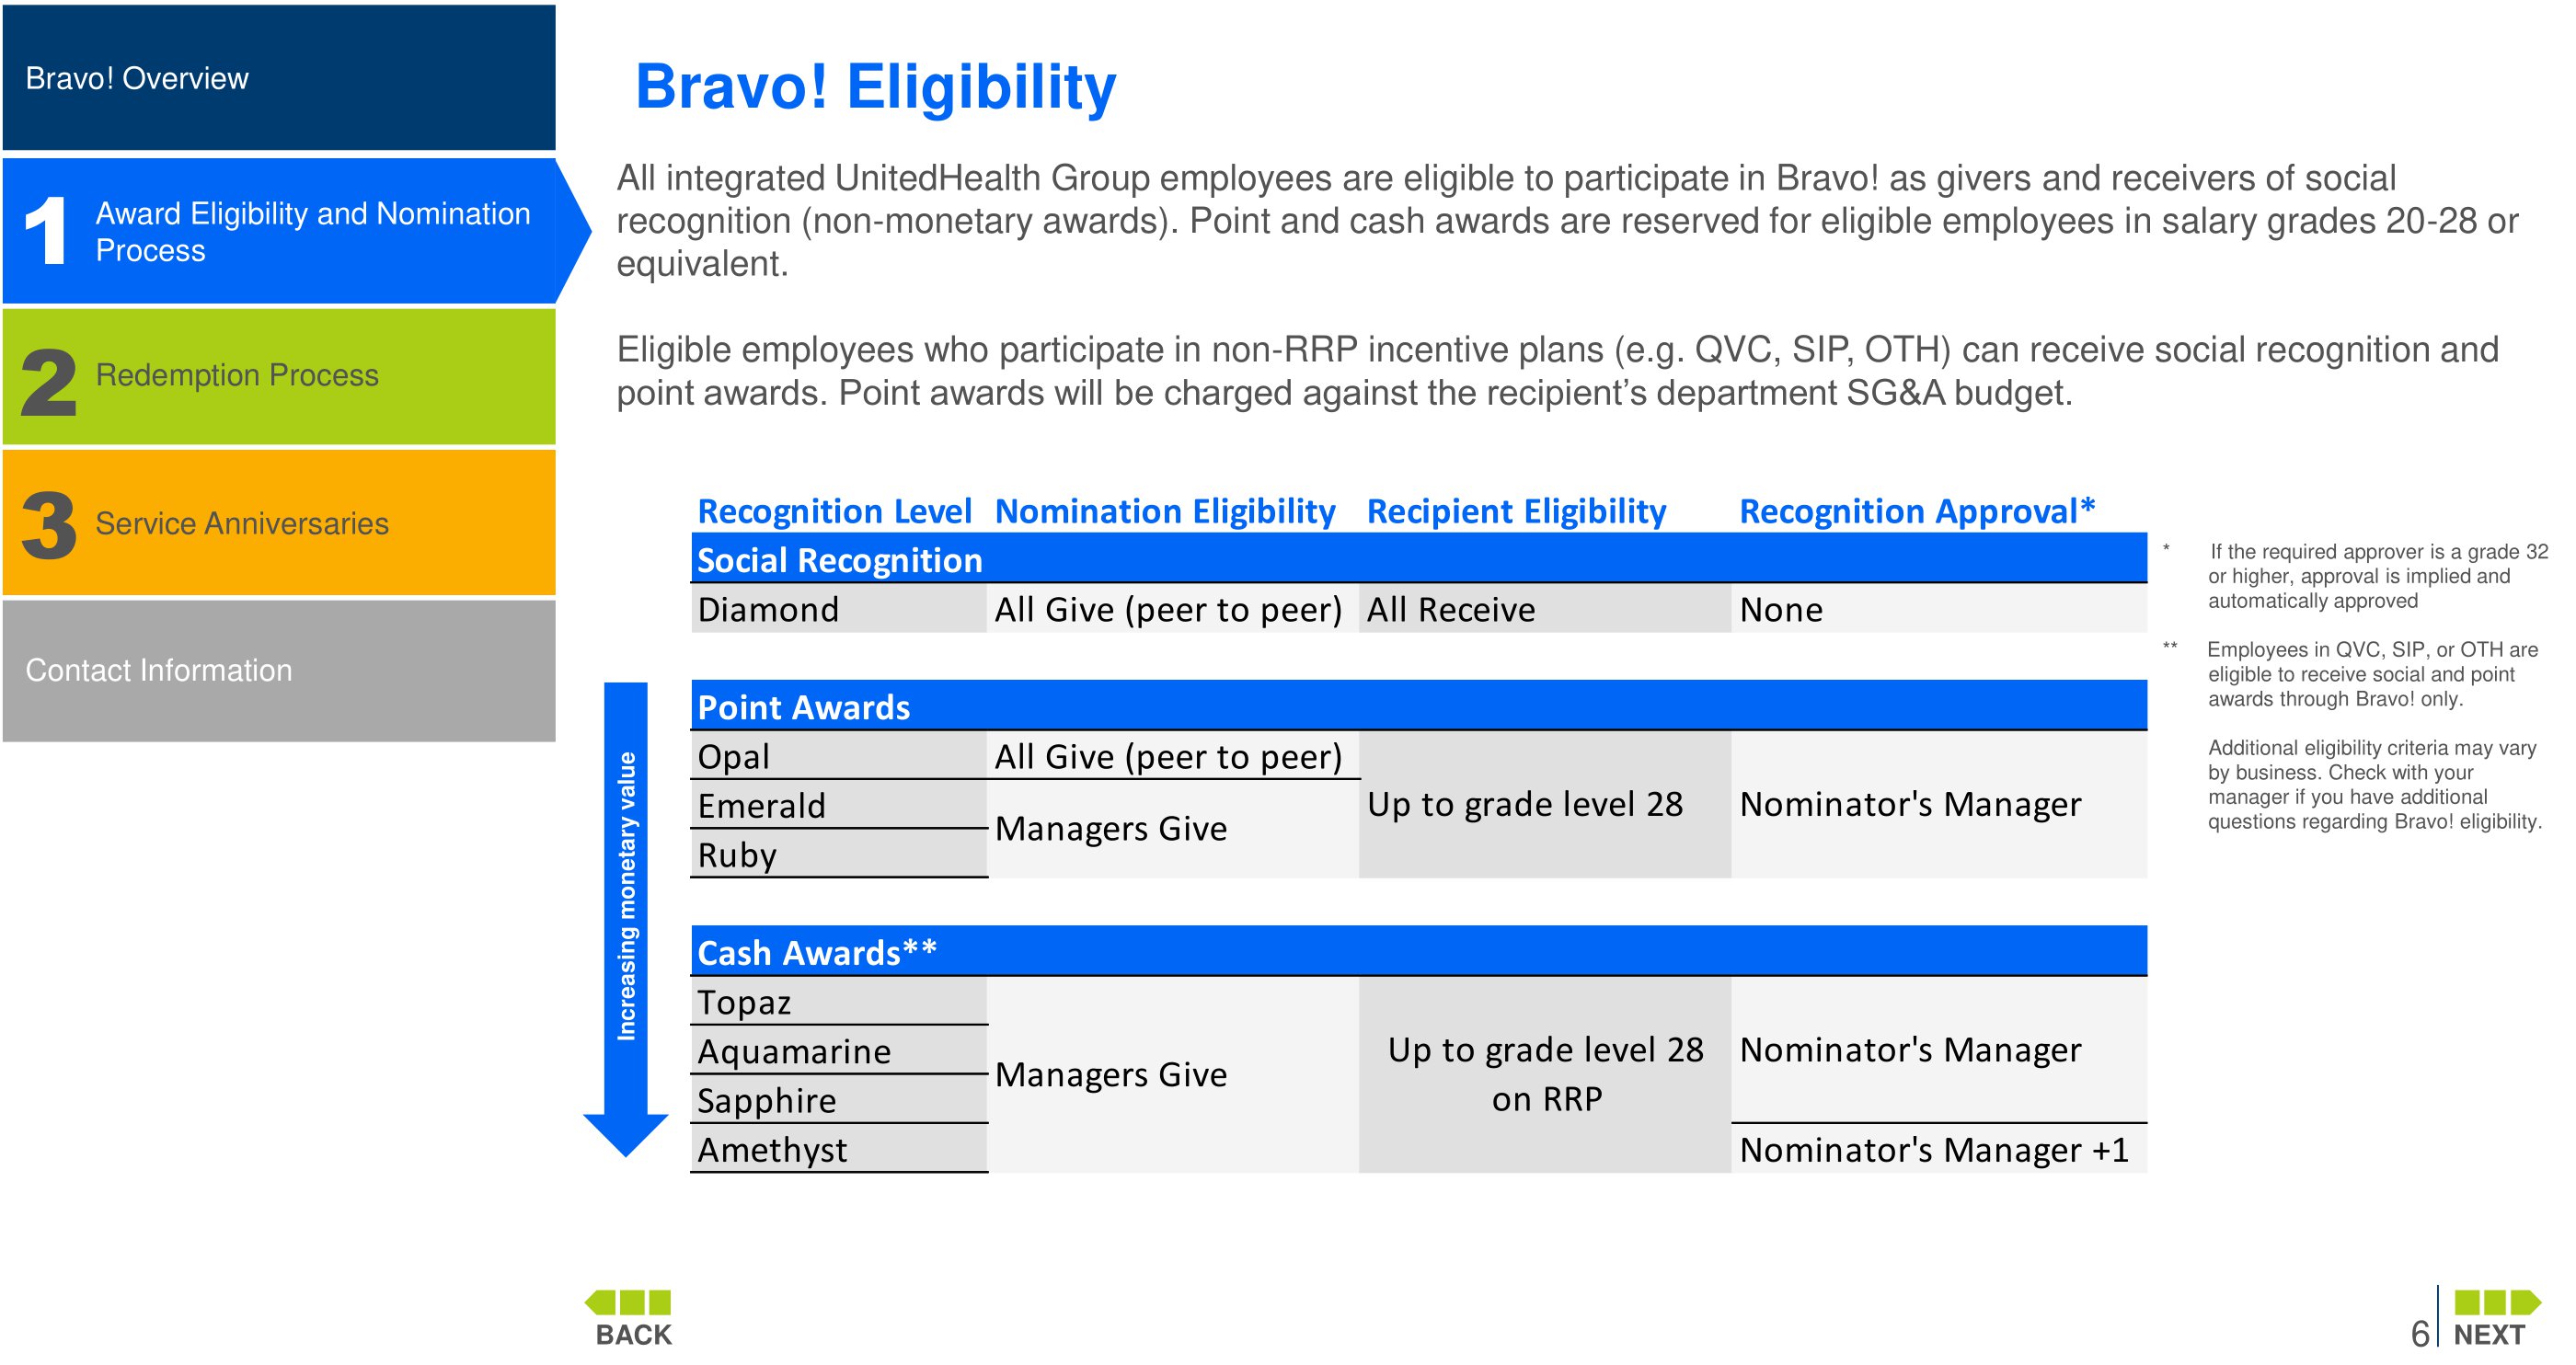 Bravo! Overview
1 Award Eligibility and Nomination
Process
2 Redemption Process
3 Service Anniversaries
Contact Information
Bravo! Eligibility
All integrated UnitedHealth Group employees are eligible to participate in Bravo! as givers and receivers of social
recognition (non-monetary awards). Point and cash awards are reserved for eligible employees in salary grades 20-28 or
equivalent.
Eligible employees who participate in non-RRP incentive plans (e.g. QVC, SIP, OTH) can receive social recognition and
point awards. Point awards will be charged against the recipient’s department SG&A budget.
Recognition Level Nomination Eligibility Recipient Eligibility Recognition Approval*
Social Recognition
Diamond All Give (peer to peer) All Receive None
Increasing monetary value
Point Awards
Opal All Give (peer to peer)
Emerald
Ruby
Managers Give
Up to grade level 28
Nominator's Manager
Cash Awards**
Topaz
Aquamarine
Sapphire
Amethyst
Managers Give
Up to grade level 28
on RRP
Nominator's Manager
Nominator's Manager +1
* If the required approver is a grade 32
or higher, approval is implied and
automatically approved
** Employees in QVC, SIP, or OTH are
eligible to receive social and point
awards through Bravo! only.
Additional eligibility criteria may vary
by business. Check with your
manager if you have additional
questions regarding Bravo! eligibility.
BACK
6
NEXT